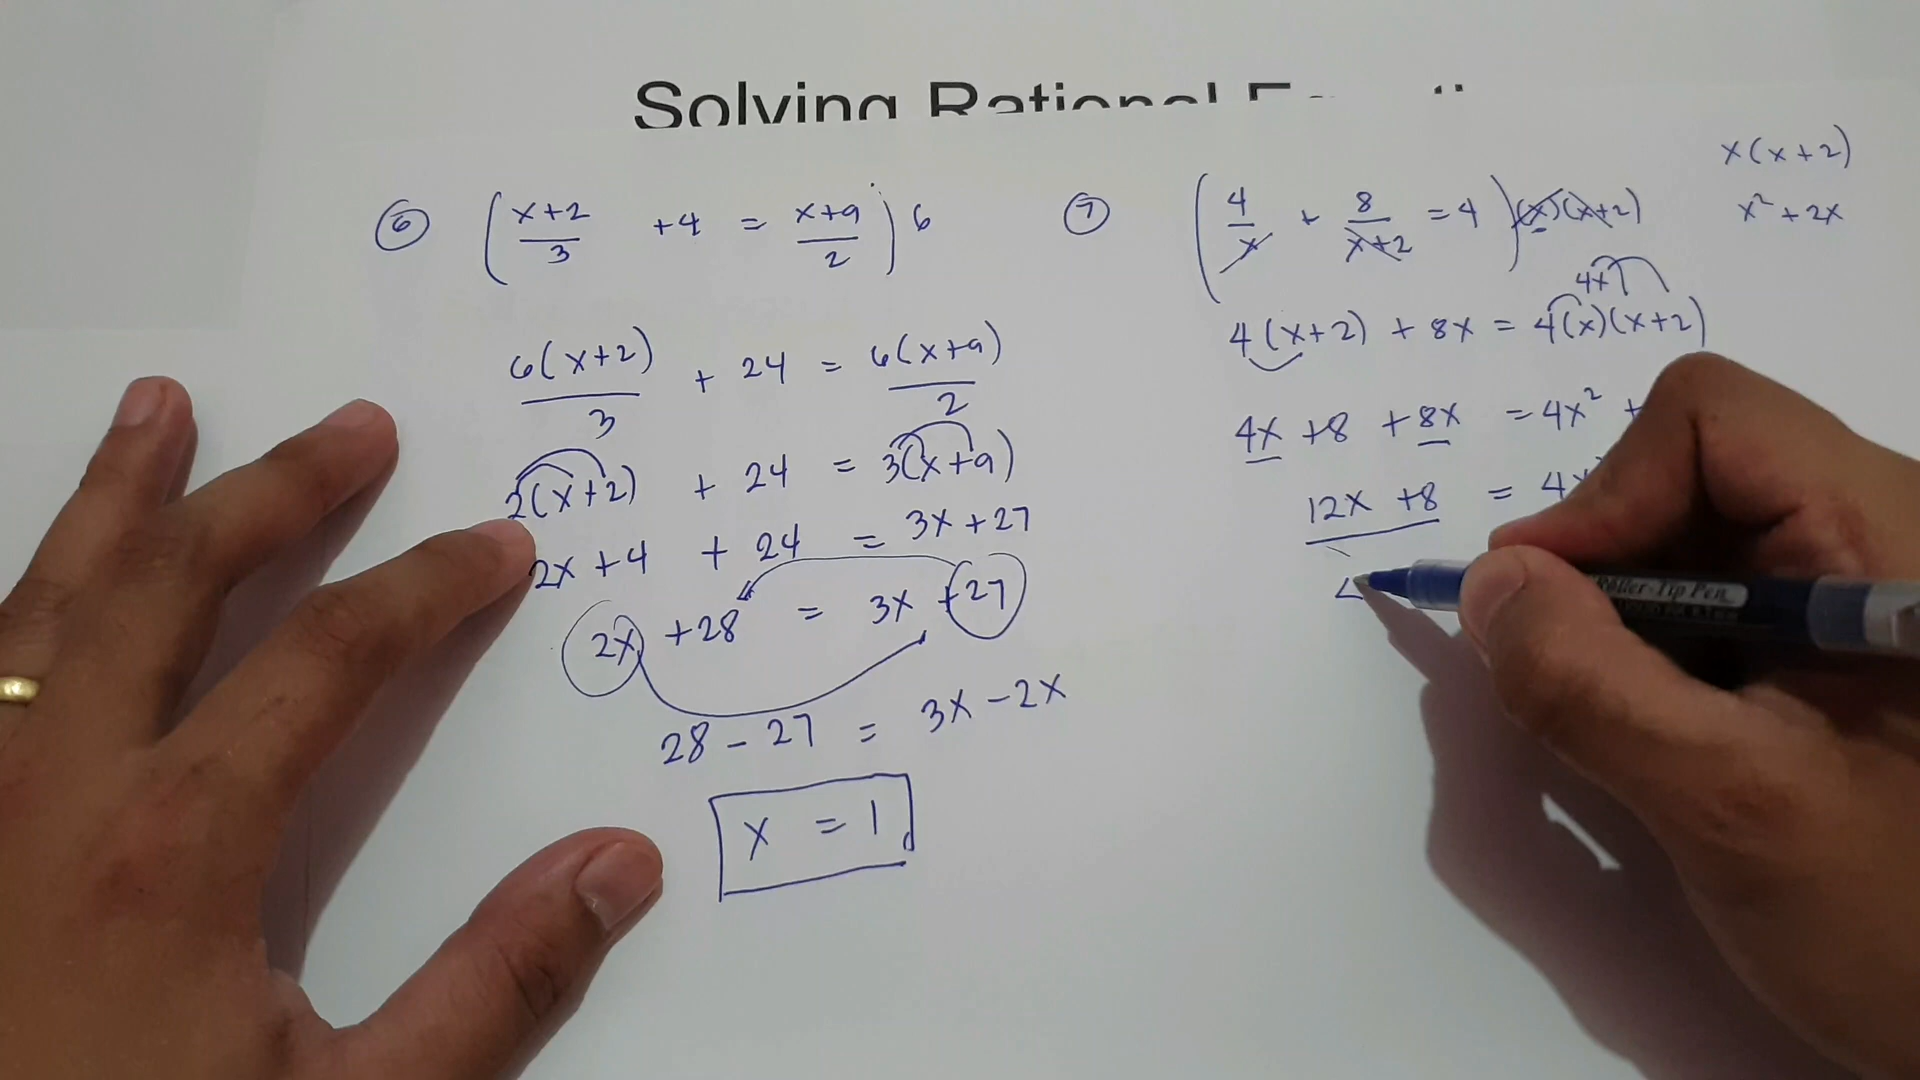 Solving Rational
⑥ (x+2/3 +4 = x+9/2) 6
6(x+2)/3 + 24 = 6(x+9)/2
2(x+2) + 24 = 3(x+9)
2x+4 + 24 = 3x+27
2x +28 = 3x +27
28 - 27 = 3x - 2x
x = 1
⑦ (4/x + 8/x+2 = 4)(x)(x+2)
4x
4(x+2) + 8x = 4(x)(x+2)
4x +8 +8x = 4x² +
12x +8 = 4x
x(x+2)
x² + 2x
Roller-Tip Pen